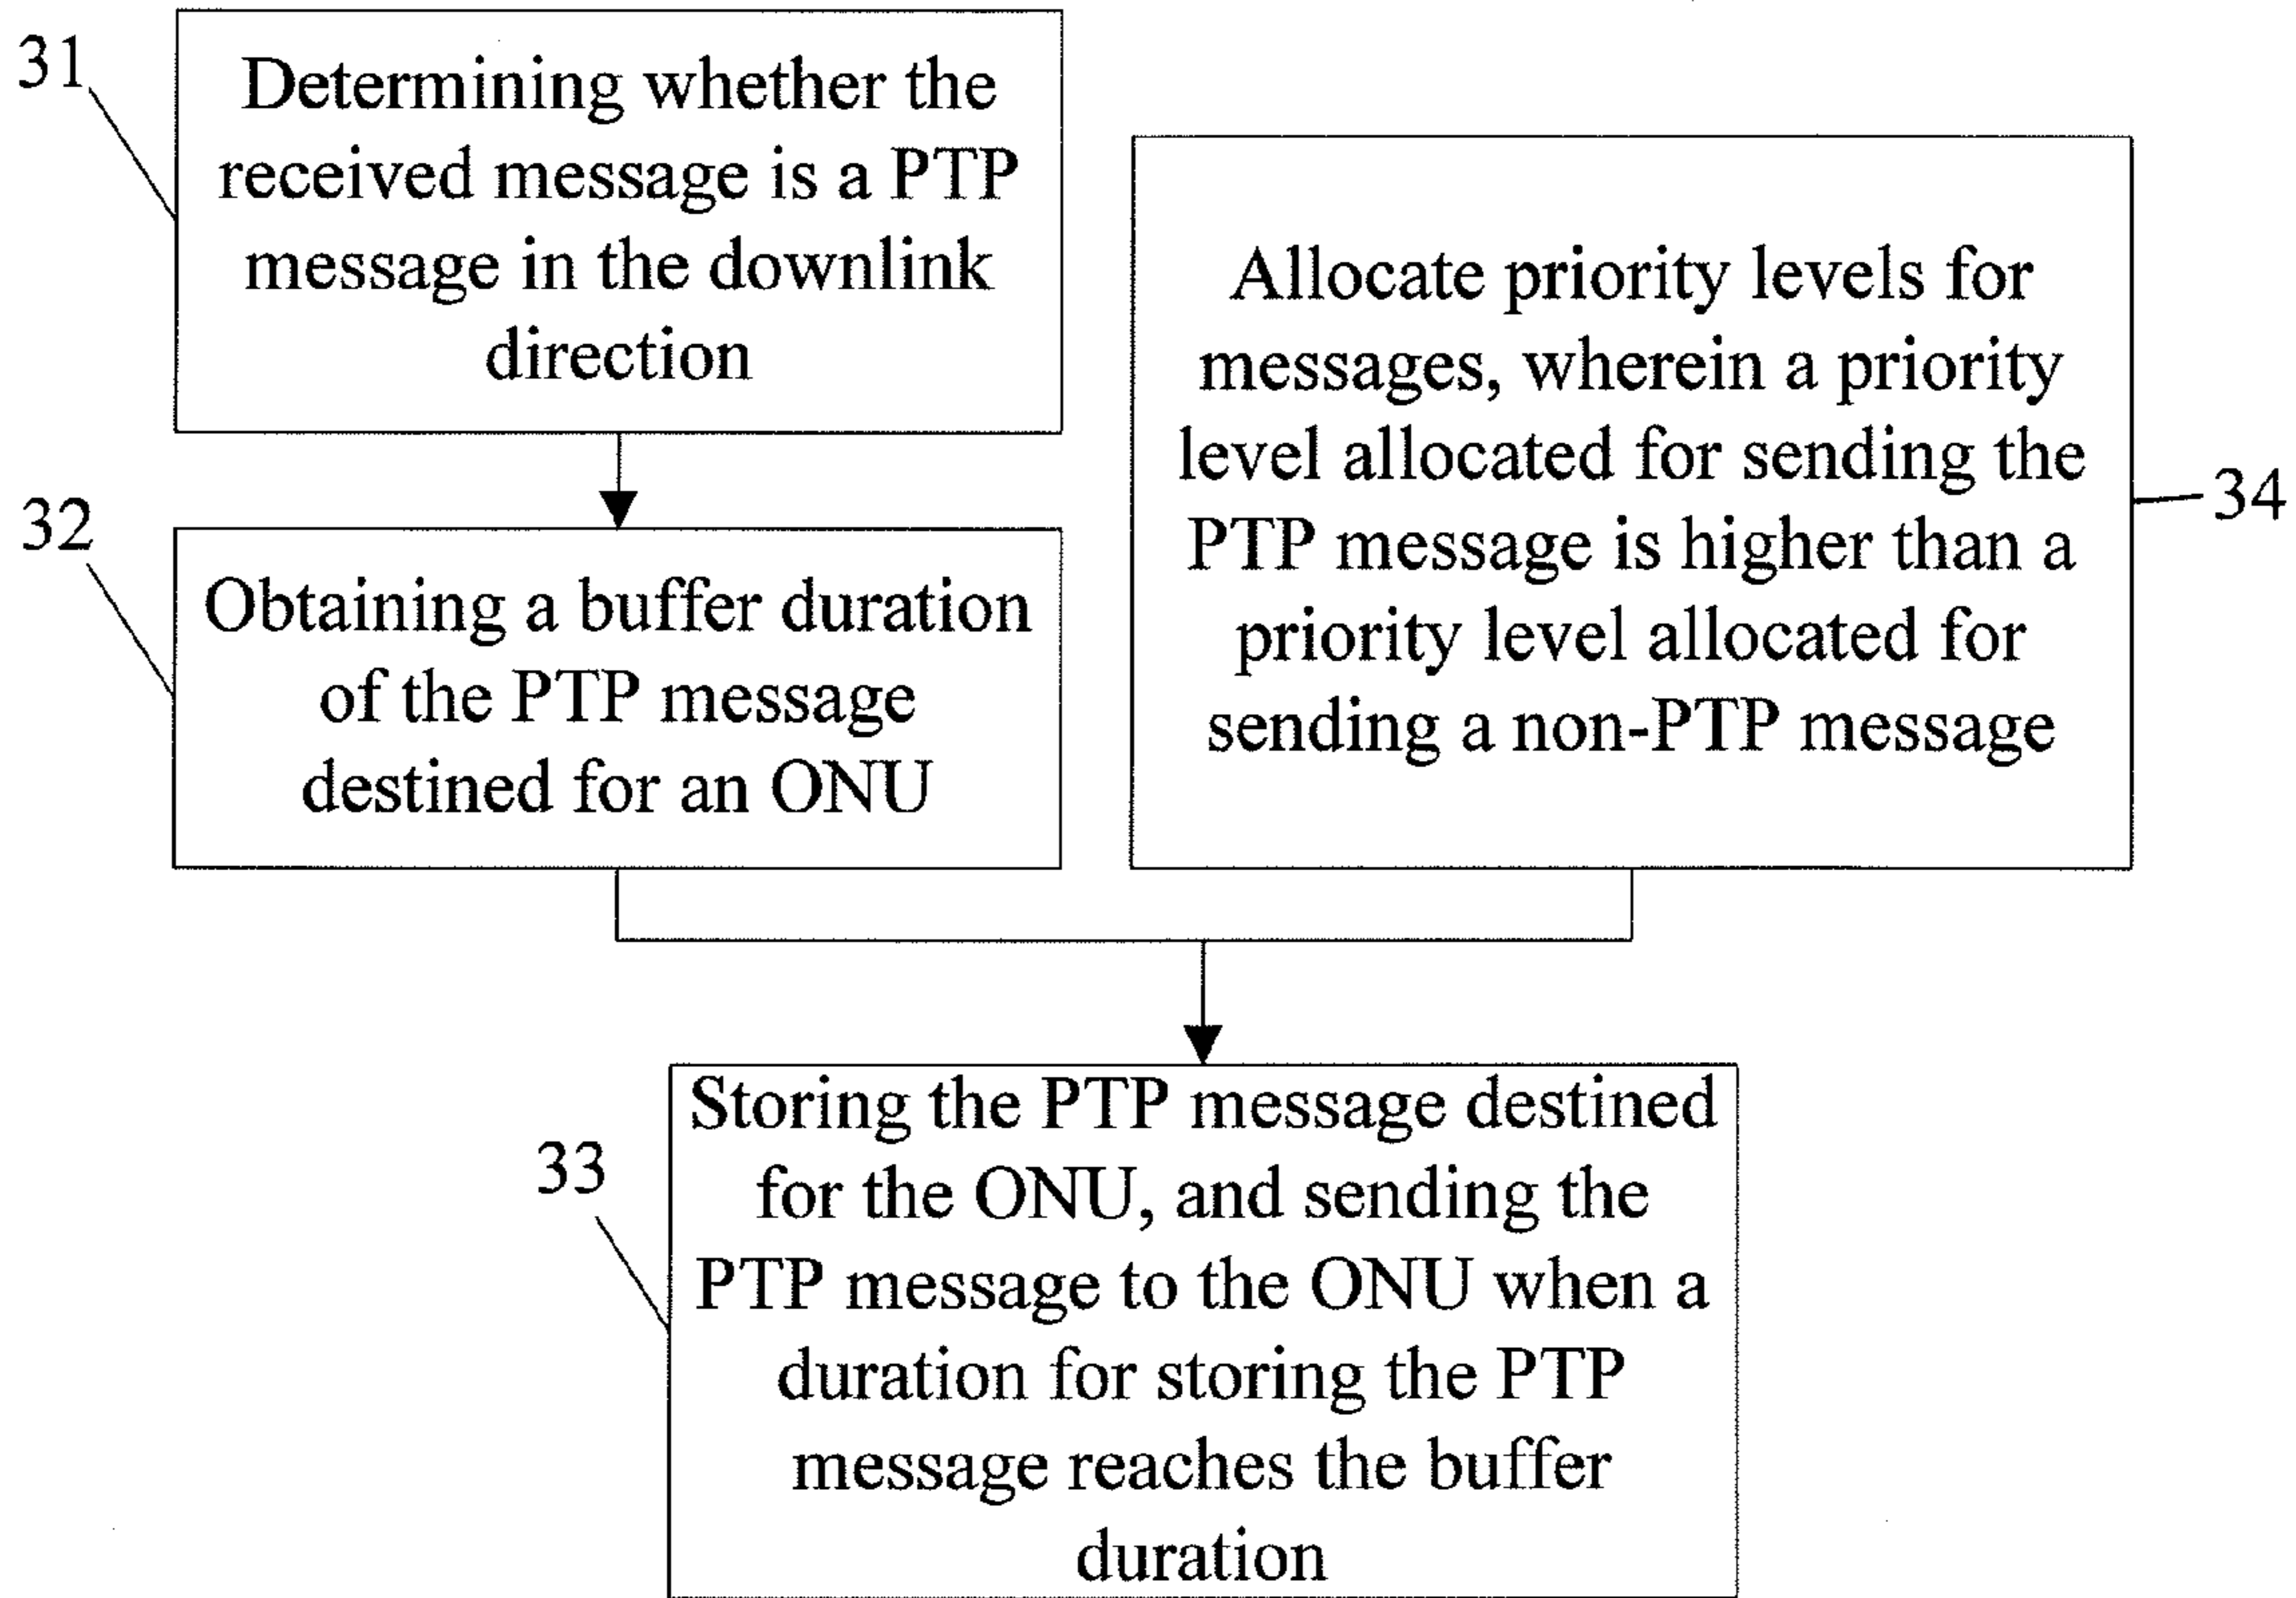 31
Determining whether the
received message is a PTP
message in the downlink
direction
32
Obtaining a buffer duration
of the PTP message
destined for an ONU
Allocate priority levels for
messages, wherein a priority
level allocated for sending the
PTP message is higher than a
priority level allocated for
sending a non-PTP message
34
33
Storing the PTP message destined
for the ONU, and sending the
PTP message to the ONU when a
duration for storing the PTP
message reaches the buffer
duration